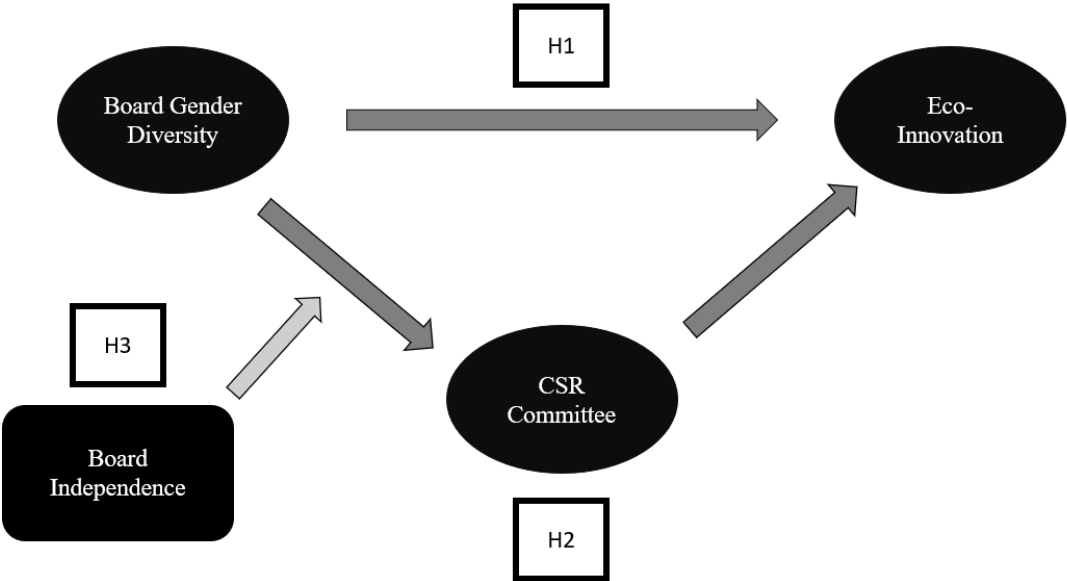 H1
Board Gender
Diversity
Eco-
Innovation
H3
CSR
Committee
Board
Independence
H2